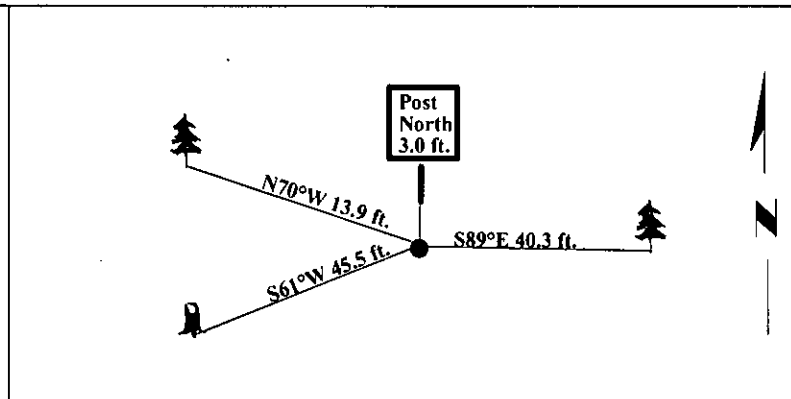 Post
North
3.0 ft.
N70°W 13.9 ft.
S89°E 40.3 ft.
S61°W 45.5 ft.
N